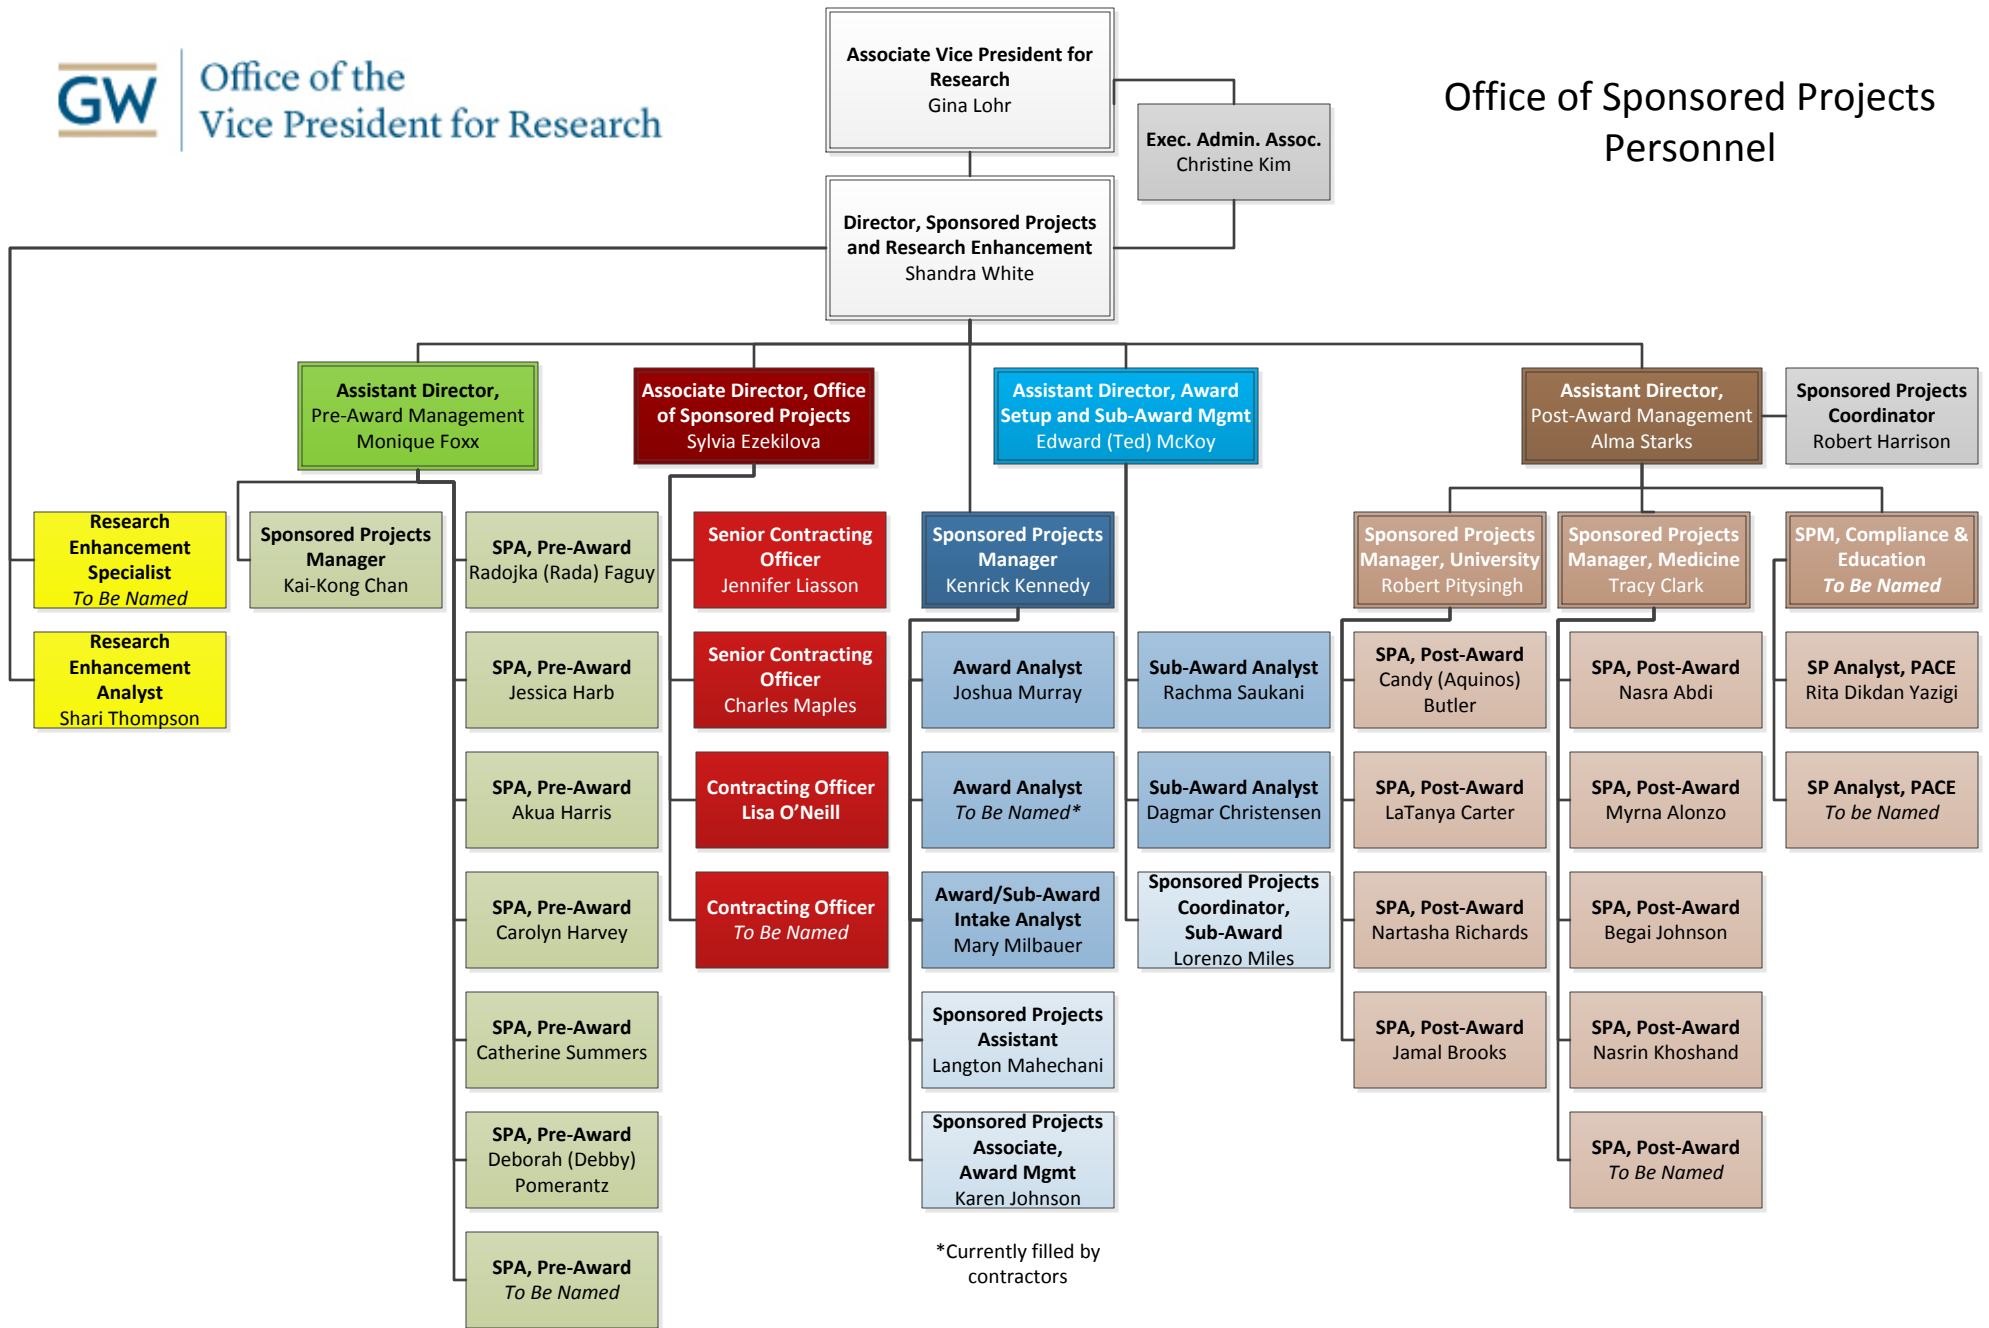 GW
Office of the
Vice President for Research
Associate Vice President for
Research
Gina Lohr
Exec. Admin. Assoc.
Christine Kim
Office of Sponsored Projects
Personnel
Director, Sponsored Projects
and Research Enhancement
Shandra White
Assistant Director,
Pre-Award Management
Monique Foxx
Associate Director, Office
of Sponsored Projects
Sylvia Ezekilova
Assistant Director, Award
Setup and Sub-Award Mgmt
Edward (Ted) McKoy
Assistant Director,
Post-Award Management
Alma Starks
Sponsored Projects
Coordinator
Robert Harrison
Research
Enhancement
Specialist
To Be Named
Research
Enhancement
Analyst
Shari Thompson
Sponsored Projects
Manager
Kai-Kong Chan
SPA, Pre-Award
Radojka (Rada) Faguy
SPA, Pre-Award
Jessica Harb
SPA, Pre-Award
Akua Harris
SPA, Pre-Award
Carolyn Harvey
SPA, Pre-Award
Catherine Summers
SPA, Pre-Award
Deborah (Debby)
Pomerantz
SPA, Pre-Award
To Be Named
Senior Contracting
Officer
Jennifer Liasson
Senior Contracting
Officer
Charles Maples
Contracting Officer
Lisa O’Neill
Contracting Officer
To Be Named
Sponsored Projects
Manager
Kenrick Kennedy
Award Analyst
Joshua Murray
Award Analyst
To Be Named*
Award/Sub-Award
Intake Analyst
Mary Milbauer
Sponsored Projects
Assistant
Langton Mahechani
Sponsored Projects
Associate,
Award Mgmt
Karen Johnson
*Currently filled by
contractors
Sub-Award Analyst
Rachma Saukani
Sub-Award Analyst
Dagmar Christensen
Sponsored Projects
Coordinator,
Sub-Award
Lorenzo Miles
Sponsored Projects
Manager, University
Robert Pitysingh
SPA, Post-Award
Candy (Aquinos)
Butler
SPA, Post-Award
LaTanya Carter
SPA, Post-Award
Nartasha Richards
SPA, Post-Award
Jamal Brooks
Sponsored Projects
Manager, Medicine
Tracy Clark
SPA, Post-Award
Nasra Abdi
SPA, Post-Award
Myrna Alonzo
SPA, Post-Award
Begai Johnson
SPA, Post-Award
Nasrin Khoshand
SPA, Post-Award
To Be Named
SPM, Compliance &
Education
To Be Named
SP Analyst, PACE
Rita Dikdan Yazigi
SP Analyst, PACE
To be Named